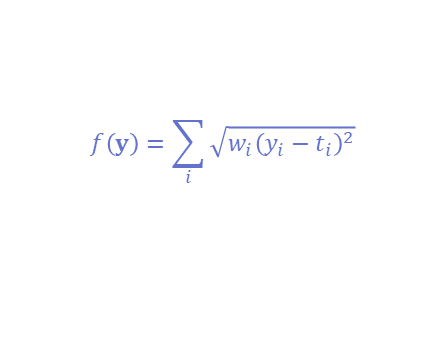 f(𝐲) = ∑_i √(w_i(y_i − t_i)²)